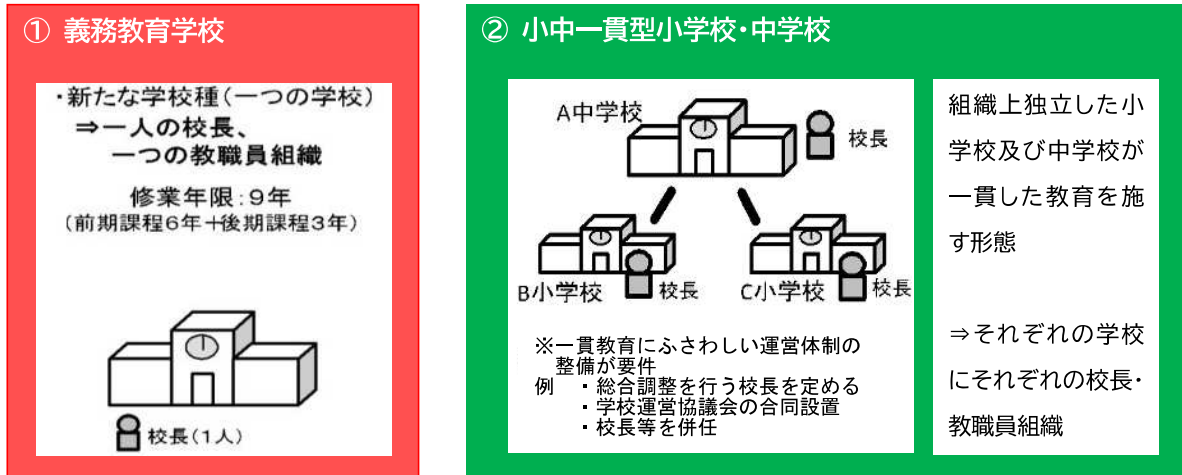 ① 義務教育学校
・新たな学校種(一つの学校)
⇒一人の校長、
一つの教職員組織
修業年限:9年
(前期課程6年+後期課程3年)
校長(1人)
② 小中一貫型小学校・中学校
A中学校
校長
B小学校
校長
C小学校
校長
※一貫教育にふさわしい運営体制の
整備が要件
例 ・総合調整を行う校長を定める
・学校運営協議会の合同設置
・校長等を併任
組織上独立した小
学校及び中学校が
一貫した教育を施
す形態
⇒それぞれの学校
にそれぞれの校長・
教職員組織